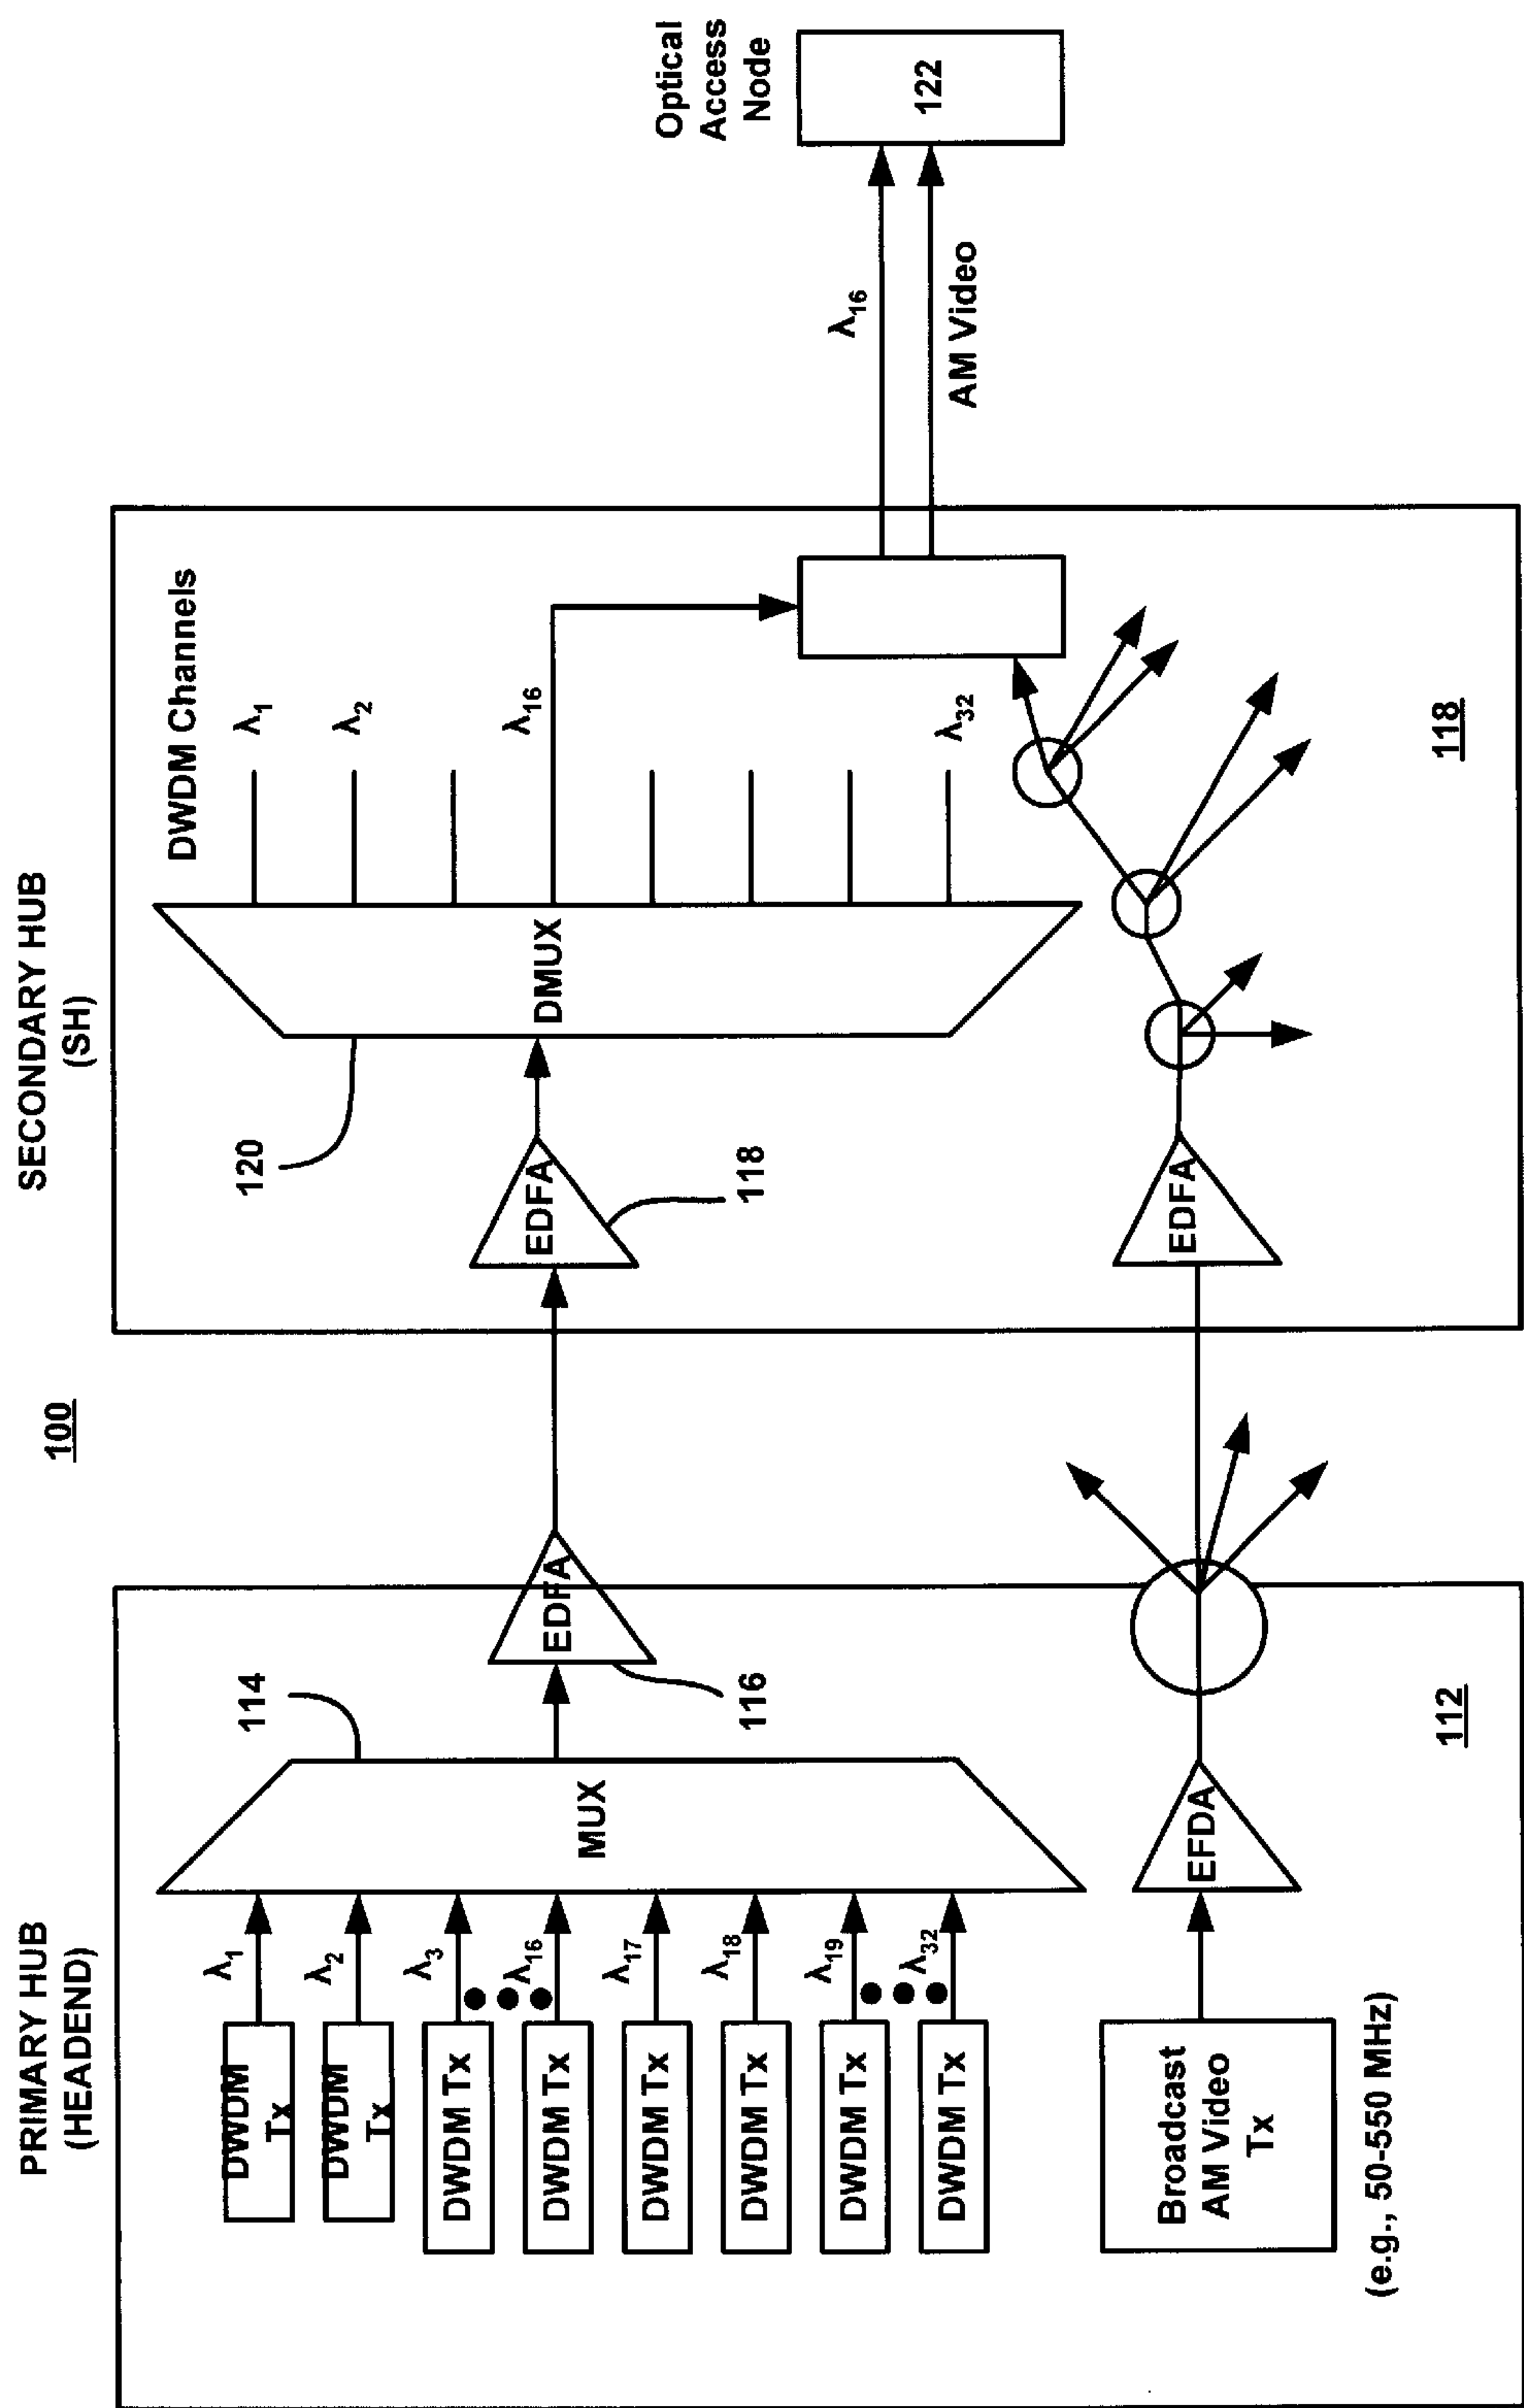 100
PRIMARY HUB
(HEADEND)
DWDM
Tx
λ1
DWDM
Tx
λ2
DWDM Tx
λ3
DWDM Tx
λ16
DWDM Tx
λ17
DWDM Tx
λ18
DWDM Tx
λ19
DWDM Tx
λ32
MUX
114
EDFA
116
Broadcast
AM Video
Tx
(e.g., 50-550 MHz)
EFDA
112
SECONDARY HUB
(SH)
EDFA
118
120
DMUX
DWDM Channels
λ1
λ2
λ16
λ32
EDFA
118
λ16
AM Video
Optical
Access
Node
122